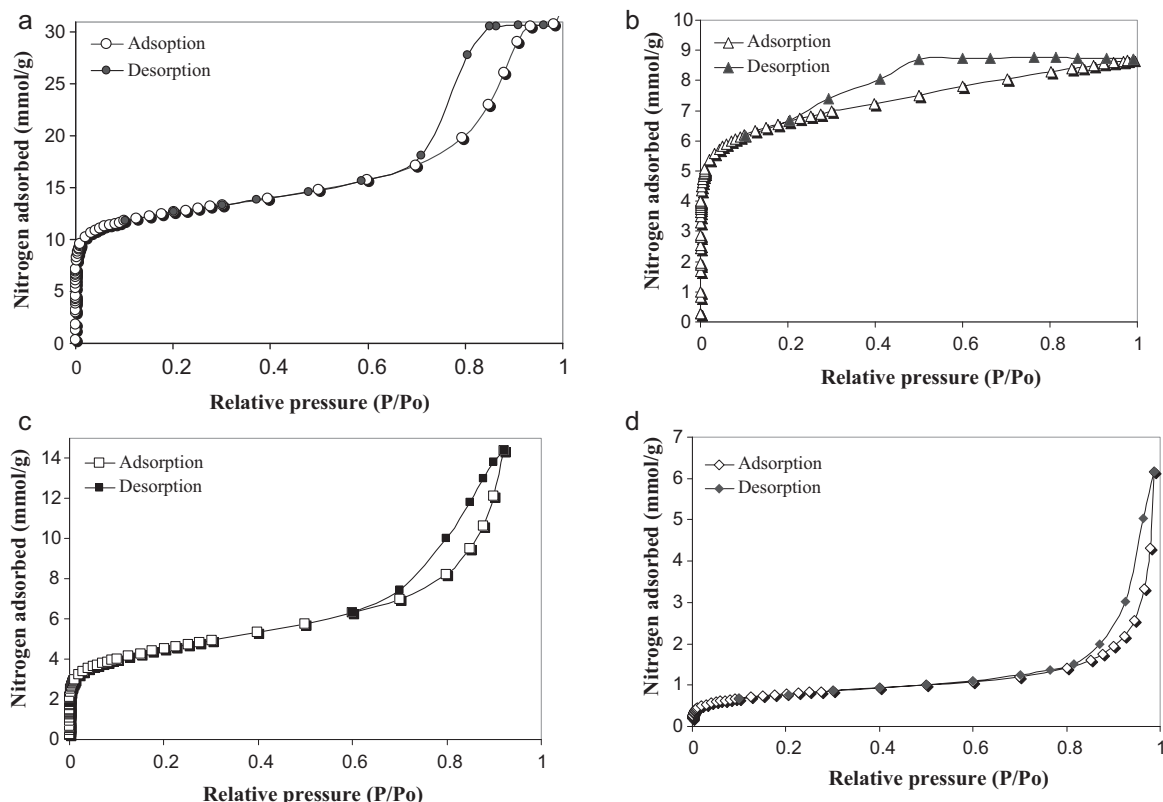 a
Nitrogen adsorbed (mmol/g)
30
20
15
10
5
0
Adsoption
Desorption
0 0.2 0.4 0.6 0.8 1
Relative pressure (P/Po)
b
Nitrogen adsorbed (mmol/g)
10
9
8
7
6
5
4
3
2
1
0
Adsorption
Desorption
0 0.2 0.4 0.6 0.8 1
Relative pressure (P/Po)
c
Nitrogen adsorbed (mmol/g)
14
12
10
8
6
4
2
0
Adsorption
Desorption
0 0.2 0.4 0.6 0.8 1
Relative pressure (P/Po)
d
Nitrogen adsorbed (mmol/g)
7
6
5
4
3
2
1
0
Adsorption
Desorption
0 0.2 0.4 0.6 0.8 1
Relative pressure (P/Po)